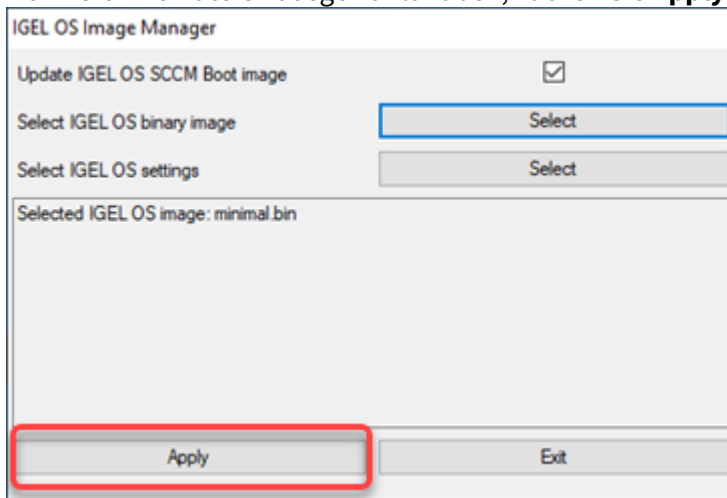 IGEL OS Image Manager
Update IGEL OS SCCM Boot image
Select IGEL OS binary image Select
Select IGEL OS settings Select
Selected IGEL OS image: minimal.bin
Apply Exit